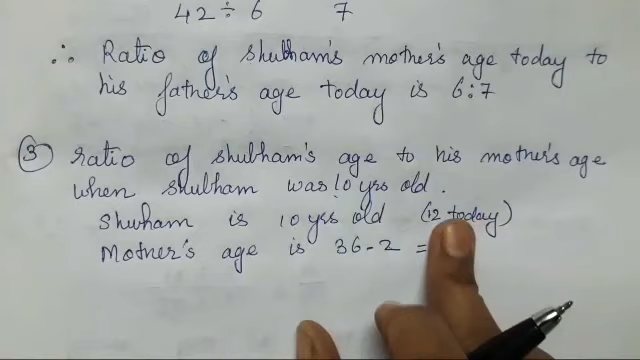 42 ÷ 6 7
∴ Ratio of Shubham's mother's age today to
his father's age today is 6:7
③ ratio of shubham's age to his mother's age
when shubham was 10 yrs old.
Shubham is 10 yrs old (12 today)
Mother's age is 36-2 =